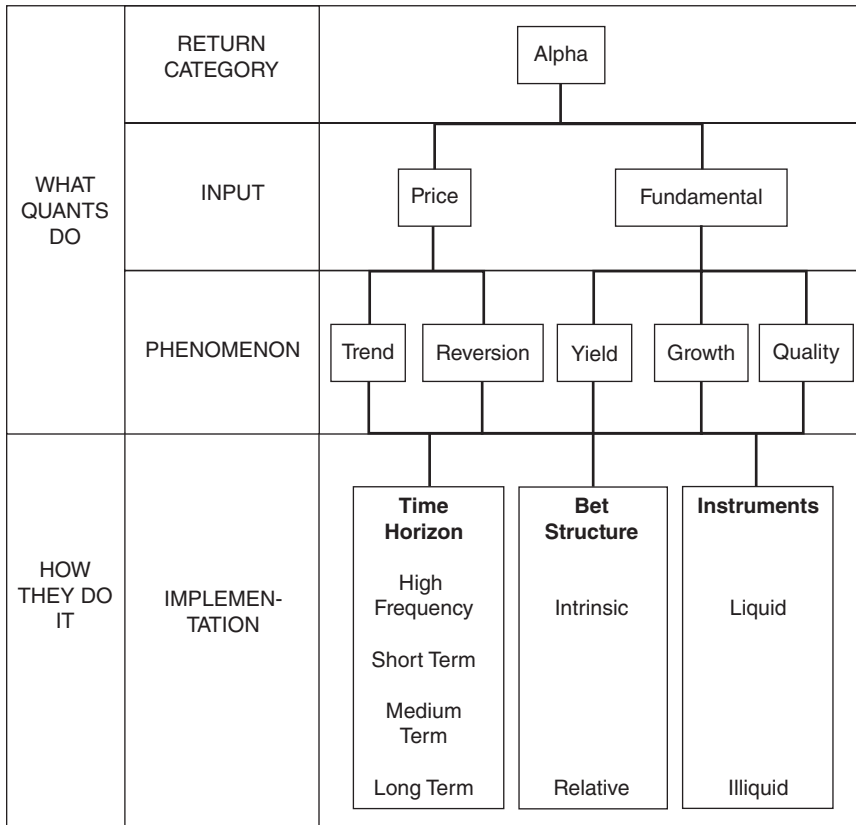 RETURN
CATEGORY
Alpha
WHAT
QUANTS
DO
INPUT
Price
Fundamental
PHENOMENON
Trend
Reversion
Yield
Growth
Quality
HOW
THEY DO
IT
IMPLEMEN-
TATION
Time
Horizon
High
Frequency
Short Term
Medium
Term
Long Term
Bet
Structure
Intrinsic
Relative
Instruments
Liquid
Illiquid